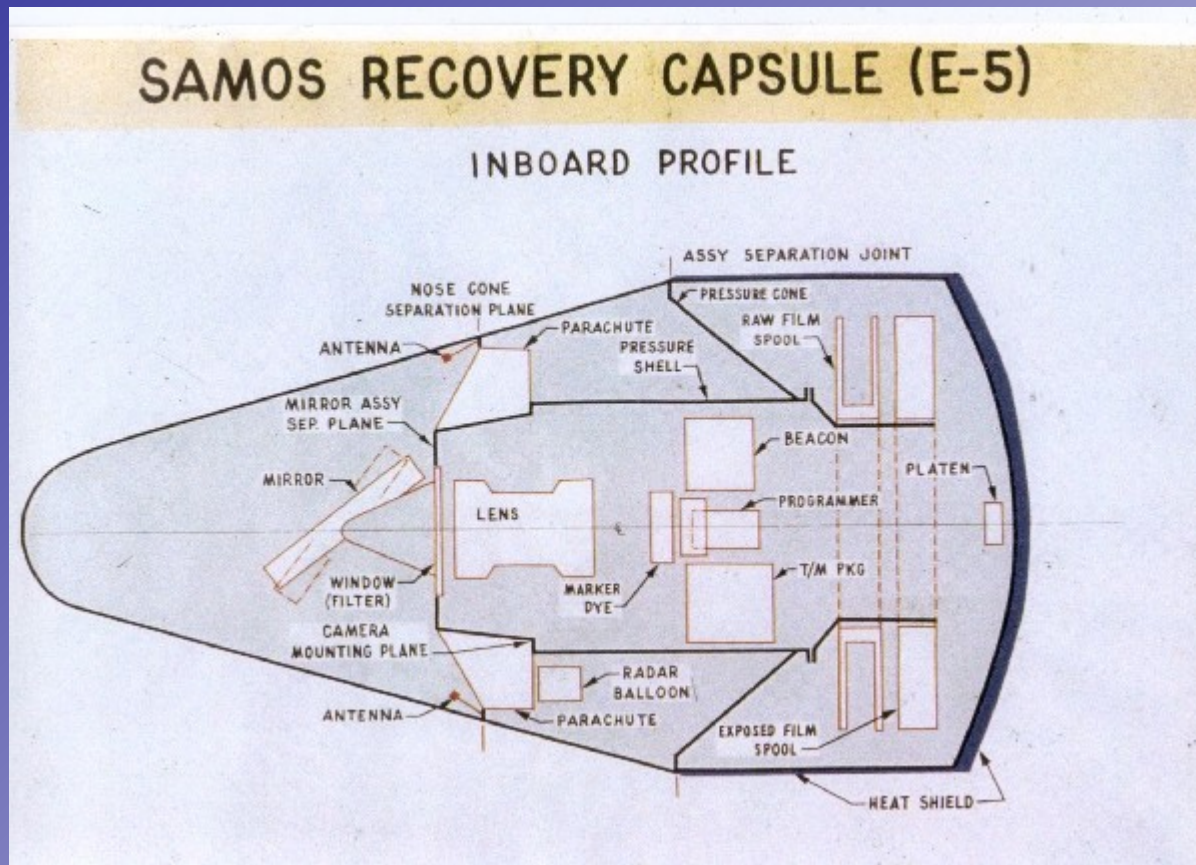 SAMOS RECOVERY CAPSULE (E-5)
INBOARD PROFILE
ASSY SEPARATION JOINT
NOSE CONE
SEPARATION PLANE
PRESSURE CONE
ANTENNA
PARACHUTE
PRESSURE
SHELL
RAW FILM
SPOOL
MIRROR ASSY
SEP. PLANE
MIRROR
LENS
BEACON
PLATEN
PROGRAMMER
WINDOW
(FILTER)
MARKER
DYE
T/M PKG
CAMERA
MOUNTING PLANE
RADAR
BALLOON
ANTENNA
PARACHUTE
EXPOSED FILM
SPOOL
HEAT SHIELD